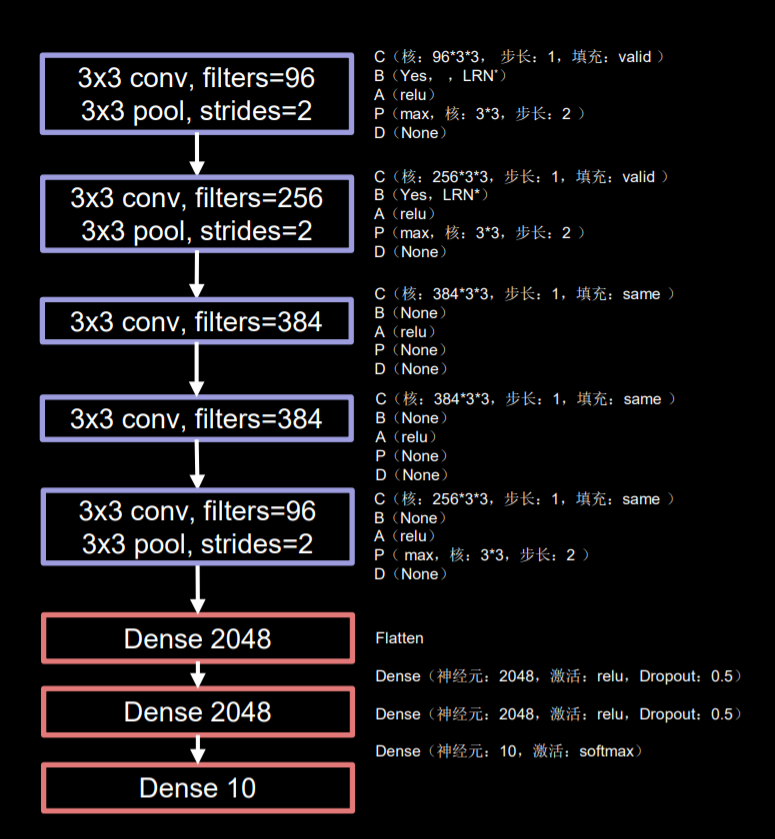 3x3 conv, filters=96
3x3 pool, strides=2
C（核：96*3*3， 步长：1，填充：valid ）
B（Yes， ，LRN*）
A（relu）
P（max，核：3*3，步长：2 ）
D（None）
3x3 conv, filters=256
3x3 pool, strides=2
C（核：256*3*3，步长：1，填充：valid ）
B（Yes，LRN*）
A（relu）
P（max，核：3*3，步长：2 ）
D（None）
3x3 conv, filters=384
C（核：384*3*3，步长：1，填充：same ）
B（None）
A（relu）
P（None）
D（None）
3x3 conv, filters=384
C（核：384*3*3，步长：1，填充：same ）
B（None）
A（relu）
P（None）
D（None）
3x3 conv, filters=96
3x3 pool, strides=2
C（核：256*3*3，步长：1，填充：same ）
B（None）
A（relu）
P（ max，核：3*3，步长：2 ）
D（None）
Dense 2048
Flatten
Dense（神经元：2048，激活：relu，Dropout：0.5）
Dense 2048
Dense（神经元：2048，激活：relu，Dropout：0.5）
Dense（神经元：10，激活：softmax）
Dense 10